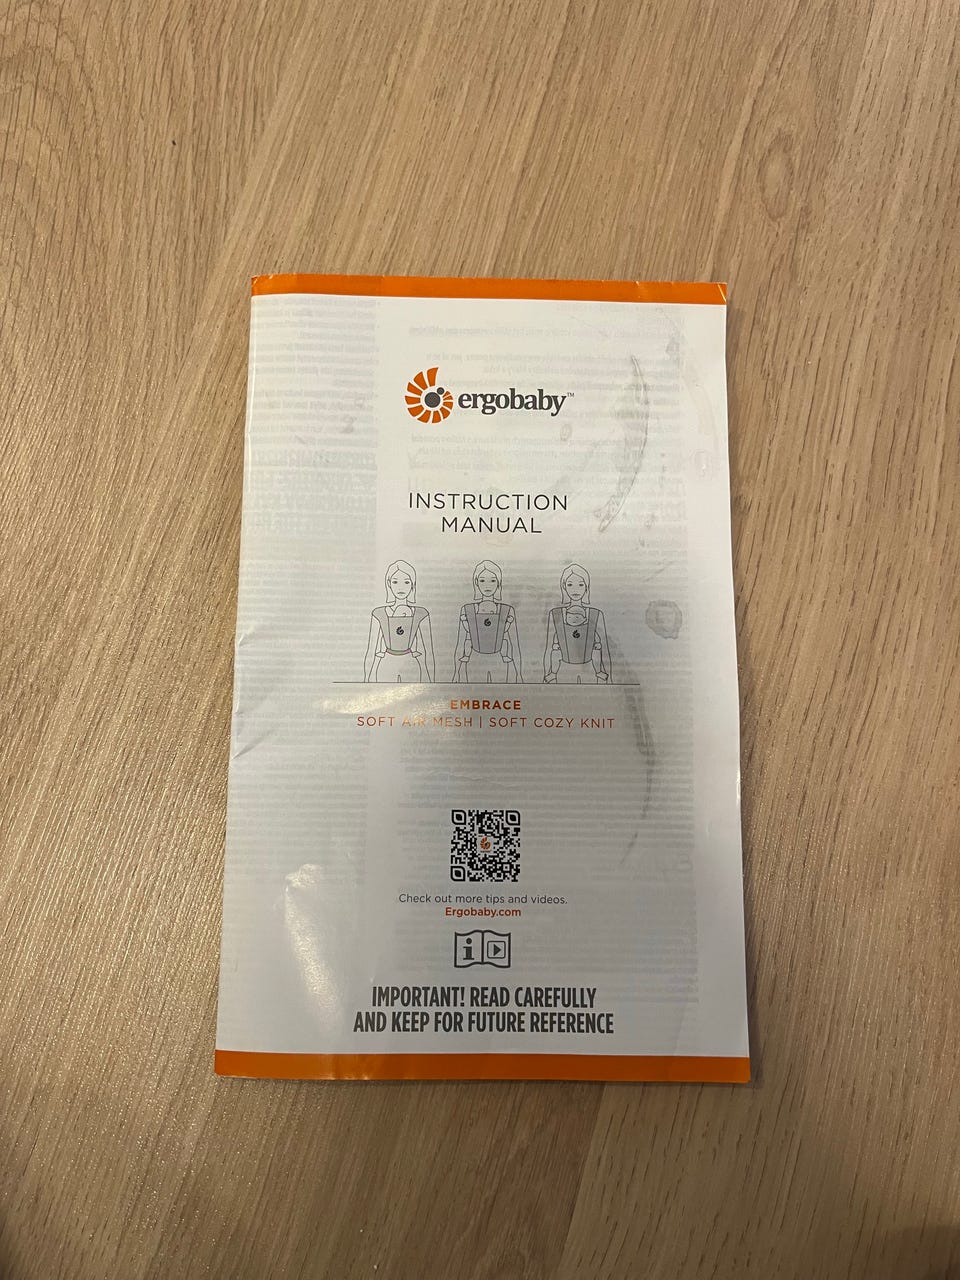 ergobaby™
INSTRUCTION
MANUAL
EMBRACE
SOFT AIR MESH | SOFT COZY KNIT
Check out more tips and videos.
Ergobaby.com
i
IMPORTANT! READ CAREFULLY
AND KEEP FOR FUTURE REFERENCE